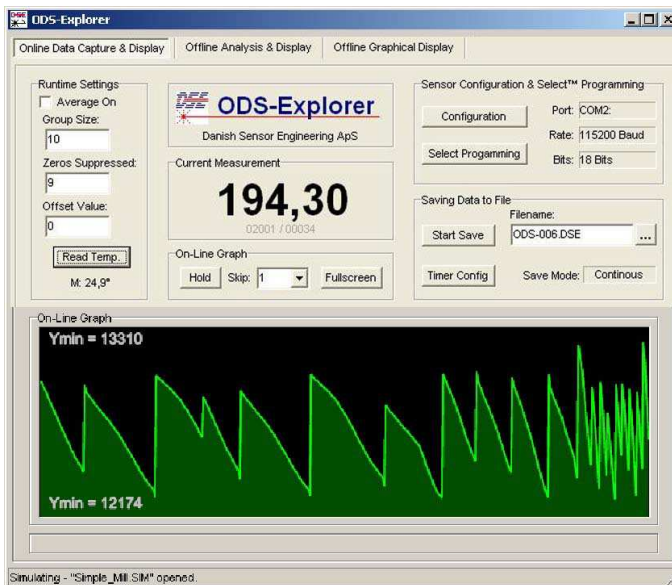 ODS-Explorer
Online Data Capture & Display
Offline Analysis & Display
Offline Graphical Display
Runtime Settings
Average On
Group Size:
10
Zeros Suppressed:
9
Offset Value:
0
Read Temp.
M: 24,9°
DSE ODS-Explorer
Danish Sensor Engineering ApS
Current Measurement
194,30
02001 / 00034
On-Line Graph
Hold Skip: 1 Fullscreen
Sensor Configuration & Select™ Programming
Configuration
Port: COM2:
Rate: 115200 Baud
Select Progamming
Bits: 18 Bits
Saving Data to File
Filename:
Start Save ODS-006.DSE ...
Timer Config Save Mode: Continous
On-Line Graph
Ymin = 13310
Ymin = 12174
Simulating - "Simple_Mill.SIM" opened.